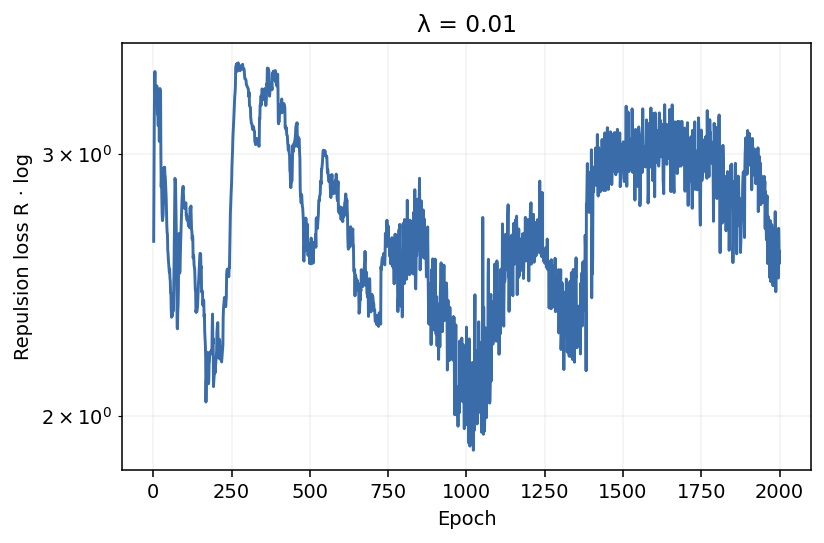 λ = 0.01
Repulsion loss R · log
3 × 10⁰
2 × 10⁰
0 250 500 750 1000 1250 1500 1750 2000
Epoch